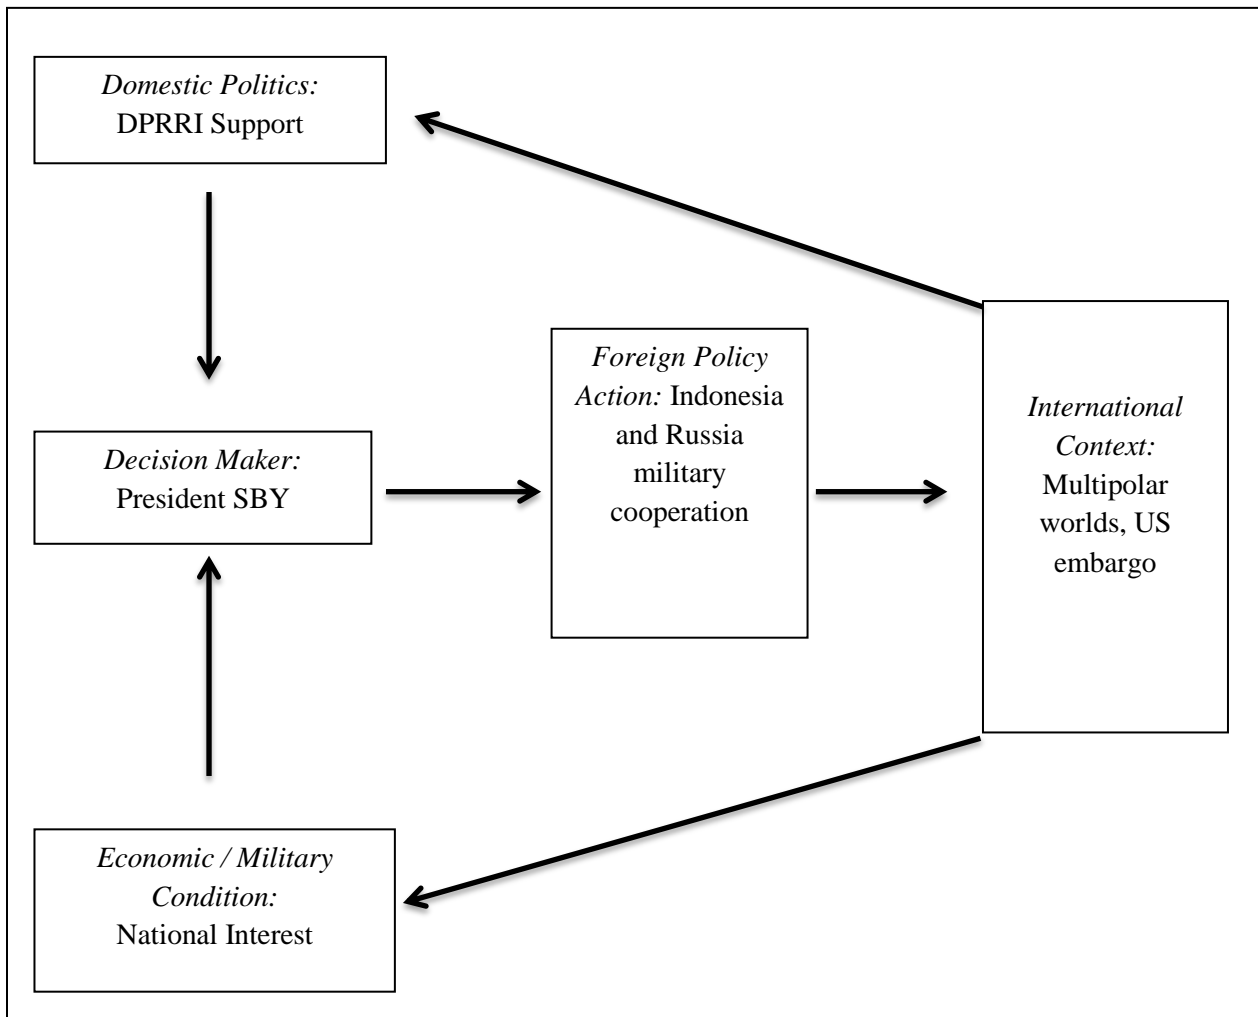 Domestic Politics:
DPRRI Support
Decision Maker:
President SBY
Foreign Policy
Action: Indonesia
and Russia
military
cooperation
International
Context:
Multipolar
worlds, US
embargo
Economic / Military
Condition:
National Interest